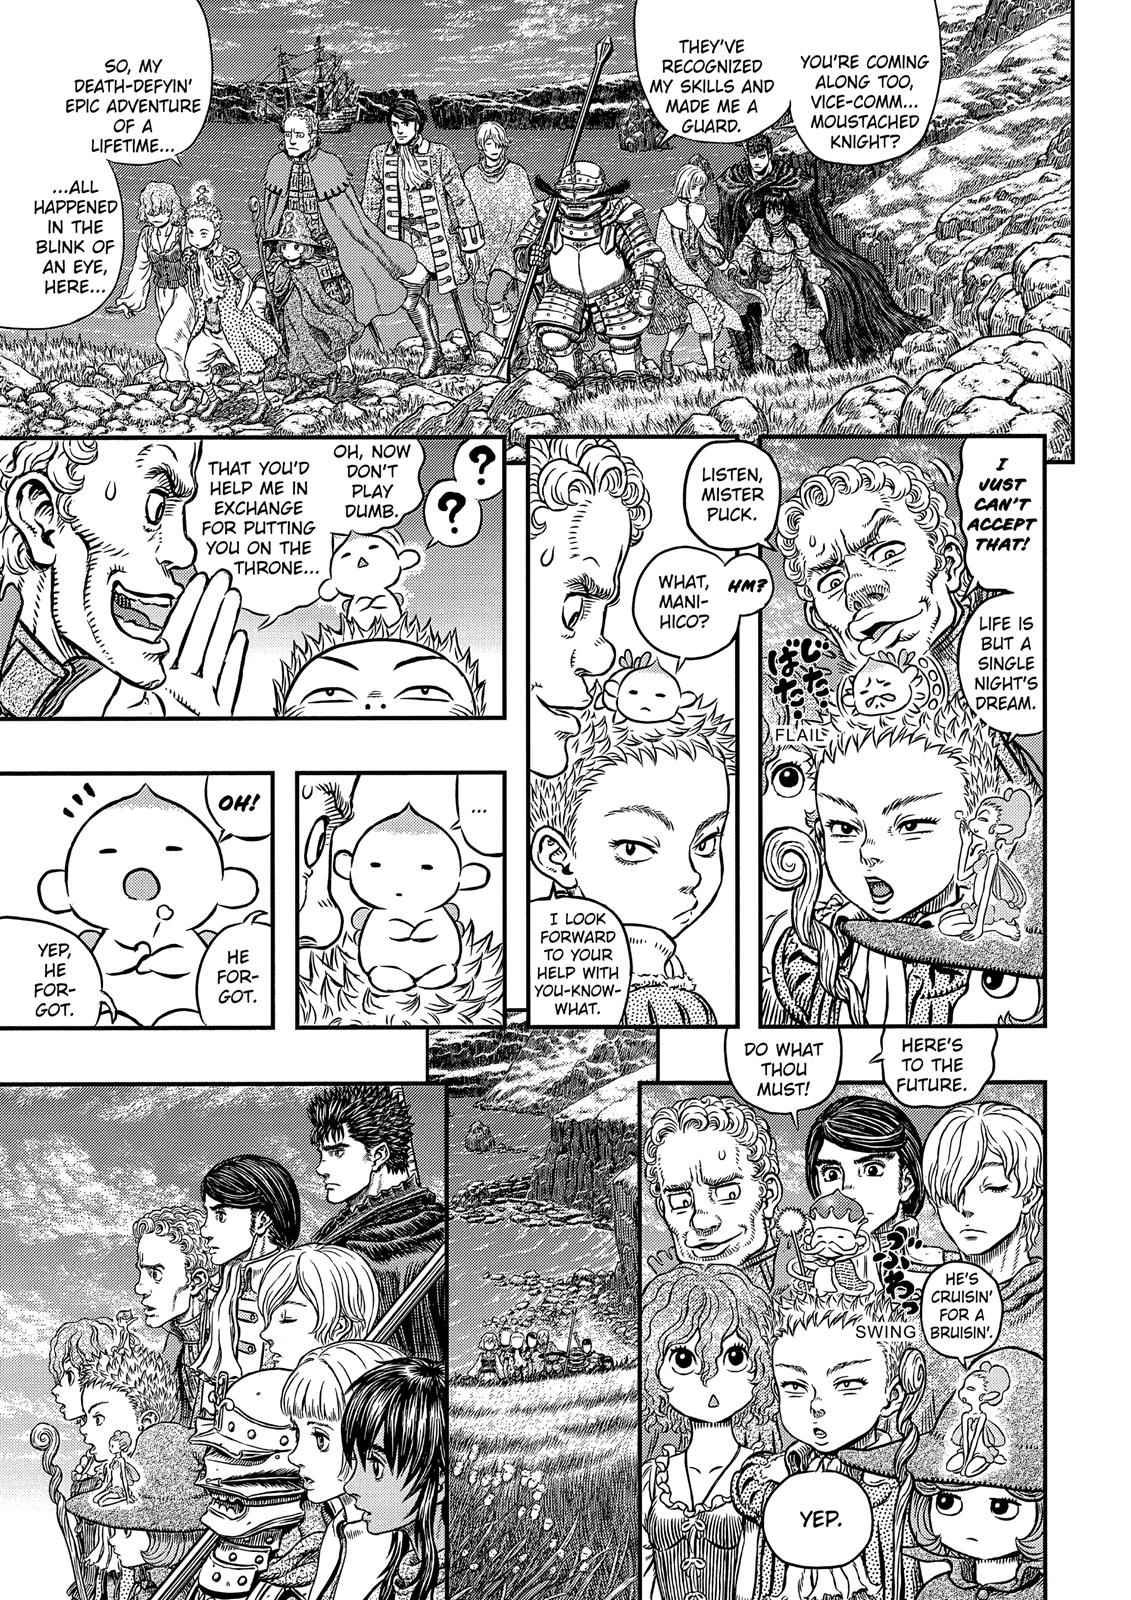 YOU'RE COMING
ALONG TOO,
VICE-COMM...
MOUSTACHED
KNIGHT?
THEY'VE
RECOGNIZED
MY SKILLS AND
MADE ME A
GUARD.
SO, MY
DEATH-DEFYIN'
EPIC ADVENTURE
OF A
LIFETIME...
...ALL
HAPPENED
IN THE
BLINK OF
AN EYE,
HERE...
I
JUST
CAN'T
ACCEPT
THAT!
LIFE IS
BUT A
SINGLE
NIGHT'S
DREAM.
じた
ばた
FLAIL
LISTEN,
MISTER
PUCK.
HM?
WHAT,
MANI-
HICO?
I LOOK
FORWARD
TO YOUR
HELP WITH
YOU-KNOW-
WHAT.
?
?
OH, NOW
DON'T
PLAY
DUMB.
THAT YOU'D
HELP ME IN
EXCHANGE
FOR PUTTING
YOU ON THE
THRONE...
...
OH!
HE
FOR-
GOT.
YEP,
HE
FOR-
GOT.
HERE'S
TO THE
FUTURE.
DO WHAT
THOU
MUST!
SWING
HE'S
CRUISIN'
FOR A
BRUISIN'.
YEP.